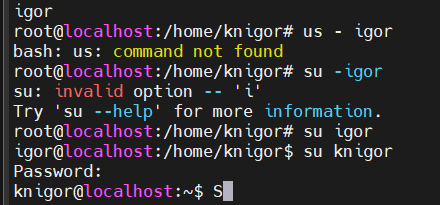 igor
root@localhost:/home/knigor# us - igor
bash: us: command not found
root@localhost:/home/knigor# su -igor
su: invalid option -- 'i'
Try 'su --help' for more information.
root@localhost:/home/knigor# su igor
igor@localhost:/home/knigor$ su knigor
Password:
knigor@localhost:~$ S